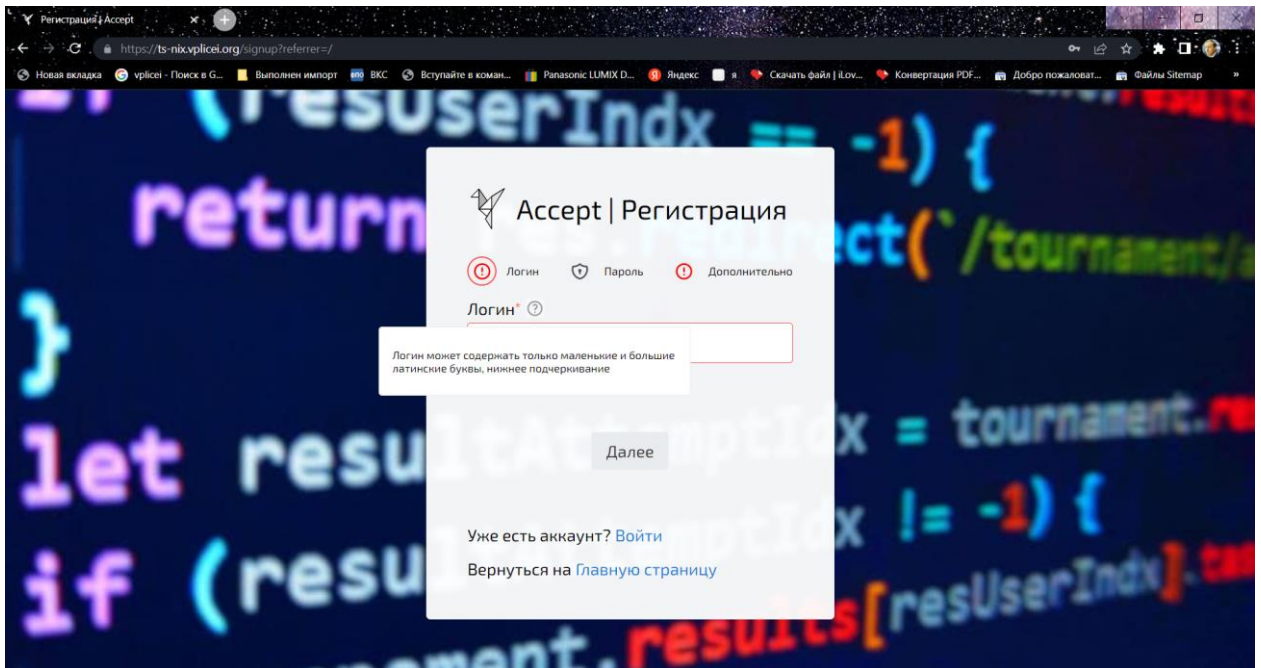 Регистрация | Accept
https://ts-nix.vplicei.org/signup?referrer=/
Новая вкладка vplicei - Поиск в G... Выполнен импорт ВКС Вступайте в коман... Panasonic LUMIX D... Яндекс я Скачать файл | iLov... Конвертация PDF... Добро пожаловат... Файлы Sitemap »
if (resUserIndx == -1) {
return res.redirect(`/tournament/a
}
let resultAttemptIdx = tournament.re
if (resultAttemptIdx != -1) {
tournament.results[resUserIndx].tas
Accept | Регистрация
Логин Пароль Дополнительно
Логин*
Логин может содержать только маленькие и большие
латинские буквы, нижнее подчеркивание
Далее
Уже есть аккаунт? Войти
Вернуться на Главную страницу